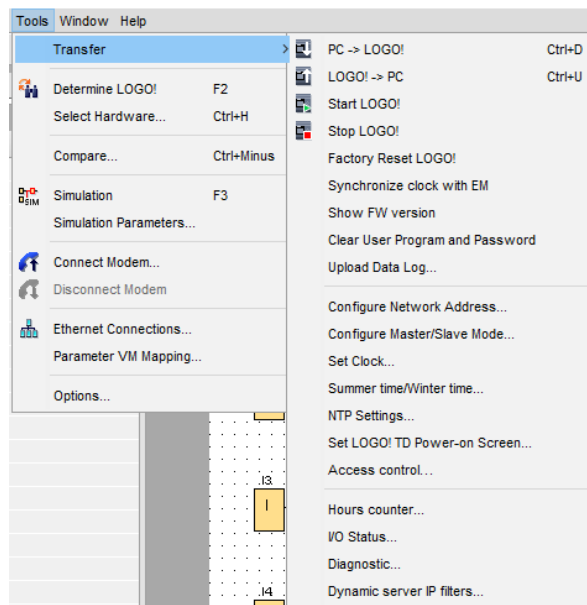 Tools Window Help
Transfer
Determine LOGO! F2
Select Hardware... Ctrl+H
Compare... Ctrl+Minus
SIM
Simulation F3
Simulation Parameters...
Connect Modem...
Disconnect Modem
Ethernet Connections...
Parameter VM Mapping...
Options...
PC -> LOGO! Ctrl+D
LOGO! -> PC Ctrl+U
Start LOGO!
Stop LOGO!
Factory Reset LOGO!
Synchronize clock with EM
Show FW version
Clear User Program and Password
Upload Data Log...
Configure Network Address...
Configure Master/Slave Mode...
Set Clock...
Summer time/Winter time...
NTP Settings...
Set LOGO! TD Power-on Screen...
Access control...
Hours counter...
I/O Status...
Diagnostic...
Dynamic server IP filters...
I3
I
I4